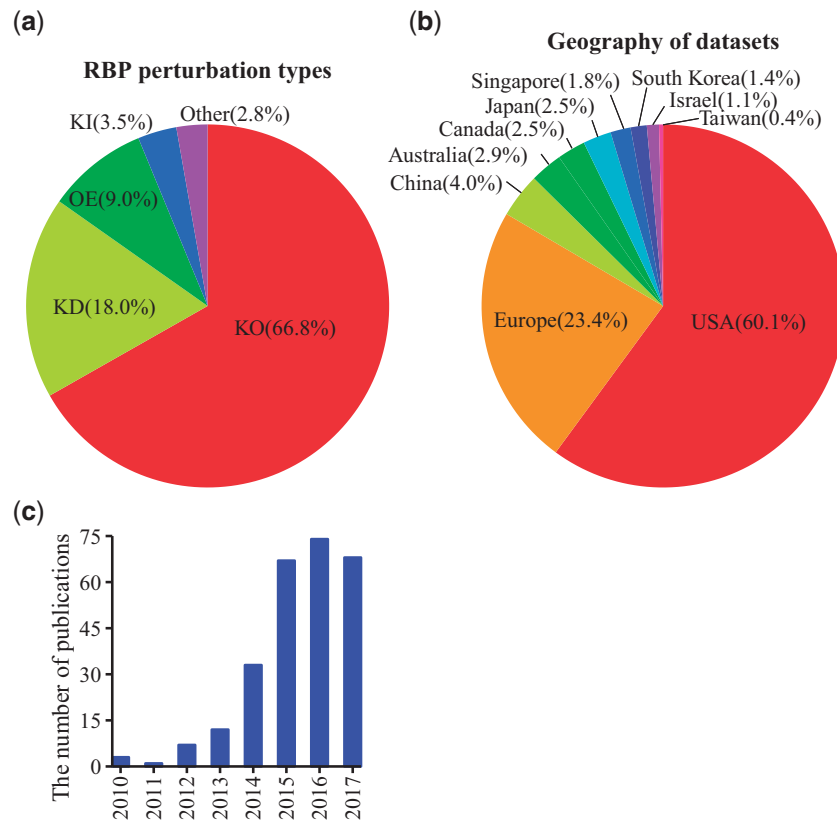 (a)
RBP perturbation types
Other(2.8%)
KI(3.5%)
OE(9.0%)
KD(18.0%)
KO(66.8%)
(b)
Geography of datasets
Singapore(1.8%)
South Korea(1.4%)
Japan(2.5%)
Israel(1.1%)
Canada(2.5%)
Taiwan(0.4%)
Australia(2.9%)
China(4.0%)
Europe(23.4%)
USA(60.1%)
(c)
The number of publications
75
60
45
30
15
0
2010
2011
2012
2013
2014
2015
2016
2017